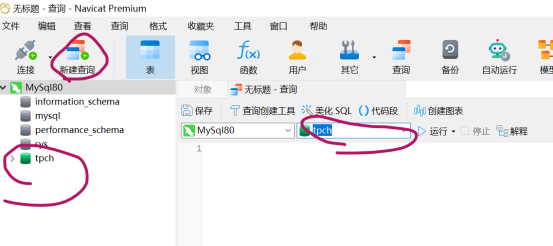 无标题 - 查询 - Navicat Premium
文件 编辑 查看 查询 格式 收藏夹 工具 窗口 帮助
连接 新建查询 表 视图 函数 用户 其它 查询 备份 自动运行 模型
MySql80
information_schema
mysql
performance_schema
sys
tpch
对象 无标题 - 查询
保存 查询创建工具 美化 SQL () 代码段 创建图表
MySql80 tpch 运行 停止 解释
1